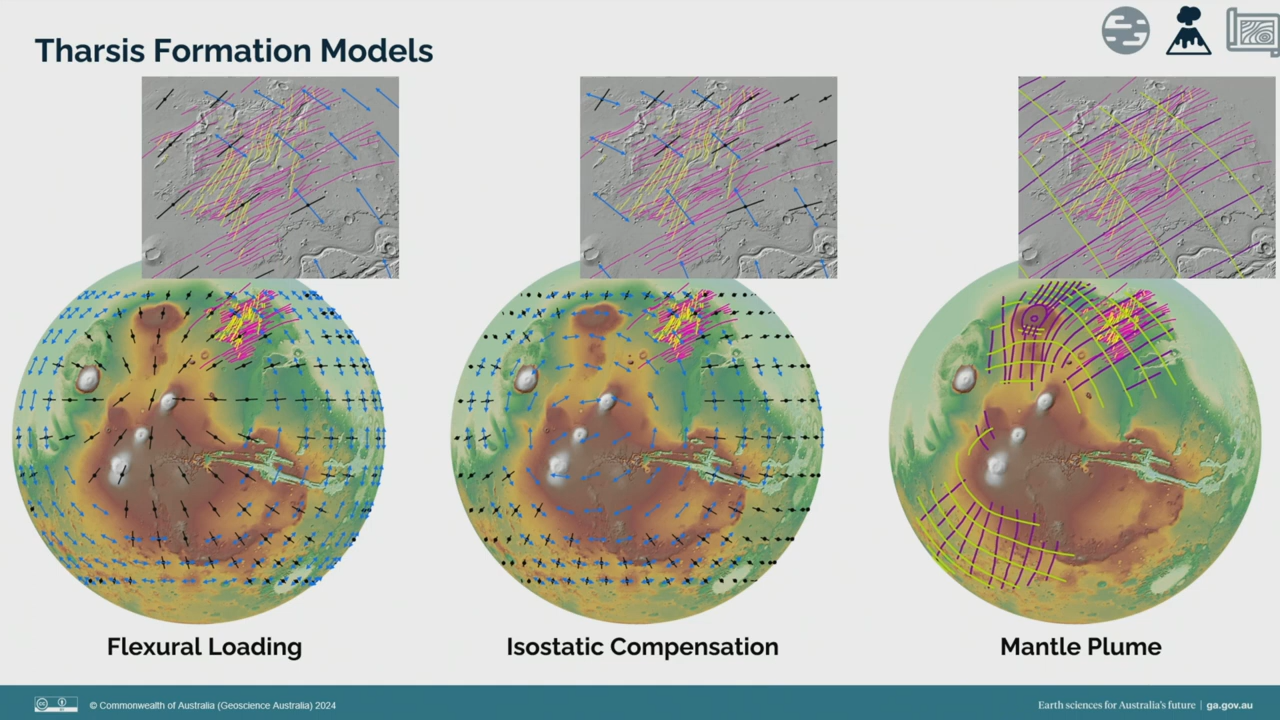 Tharsis Formation Models
Flexural Loading
Isostatic Compensation
Mantle Plume
© Commonwealth of Australia (Geoscience Australia) 2024
Earth sciences for Australia's future | ga.gov.au